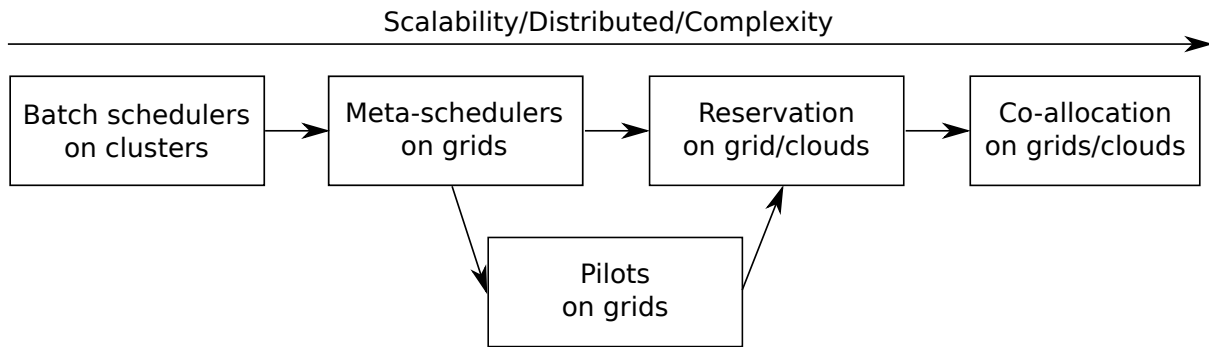 Scalability/Distributed/Complexity
Batch schedulers
on clusters
Meta-schedulers
on grids
Reservation
on grid/clouds
Co-allocation
on grids/clouds
Pilots
on grids